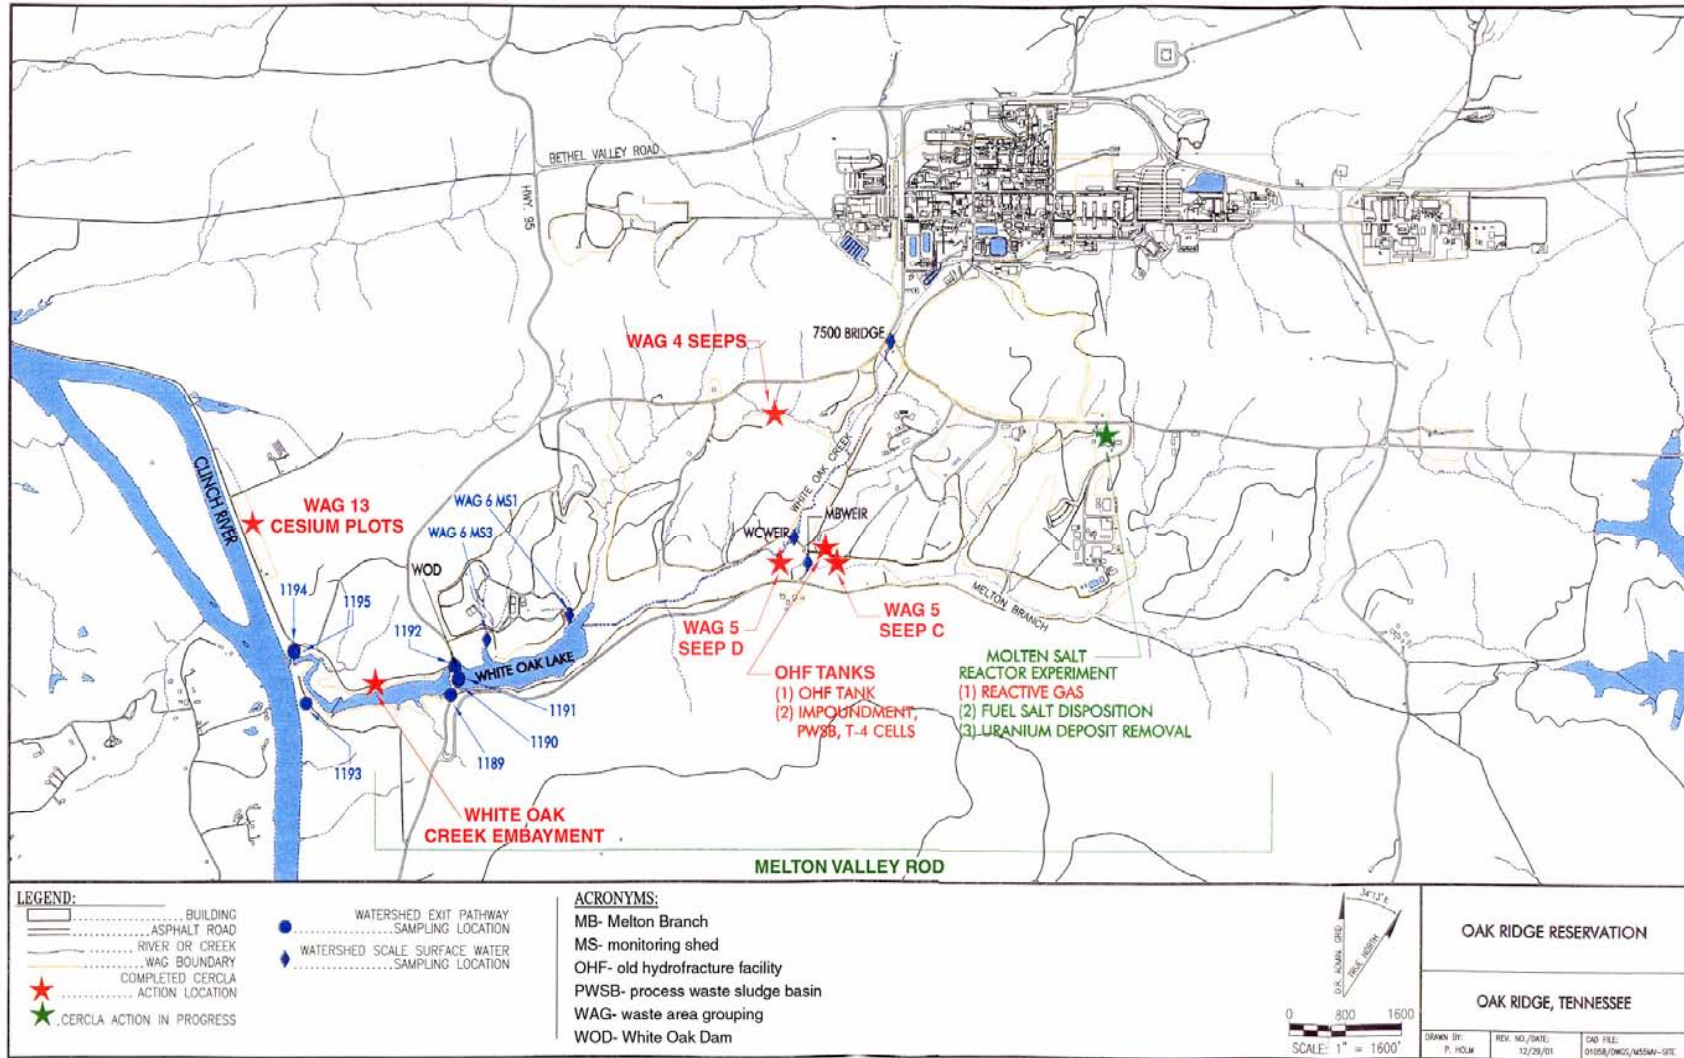 BETHEL VALLEY ROAD
HWY. 95
7500 BRIDGE
WAG 4 SEEPS
WHITE OAK CREEK
CLINCH RIVER
WAG 13
CESIUM PLOTS
WAG 6 MS1
WAG 6 MS3
MBWEIR
WCWEIR
WOD
1194
1195
1192
MELTON BRANCH
WAG 5
SEEP C
WAG 5
SEEP D
WHITE OAK LAKE
MOLTEN SALT
REACTOR EXPERIMENT
(1) REACTIVE GAS
(2) FUEL SALT DISPOSITION
(3) URANIUM DEPOSIT REMOVAL
OHF TANKS
(1) OHF TANK
(2) IMPOUNDMENT,
PWSB, T-4 CELLS
1191
1190
1189
1193
WHITE OAK
CREEK EMBAYMENT
MELTON VALLEY ROD
LEGEND:
BUILDING
ASPHALT ROAD
RIVER OR CREEK
WAG BOUNDARY
COMPLETED CERCLA
ACTION LOCATION
CERCLA ACTION IN PROGRESS
WATERSHED EXIT PATHWAY
SAMPLING LOCATION
WATERSHED SCALE SURFACE WATER
SAMPLING LOCATION
ACRONYMS:
MB- Melton Branch
MS- monitoring shed
OHF- old hydrofracture facility
PWSB- process waste sludge basin
WAG- waste area grouping
WOD- White Oak Dam
O.R. ADMIN. GRID
TRUE NORTH
0 800 1600
SCALE: 1" = 1600'
OAK RIDGE RESERVATION
OAK RIDGE, TENNESSEE
DRAWN BY:
P. HOLM
REV. NO./DATE:
12/29/01
CAD FILE: